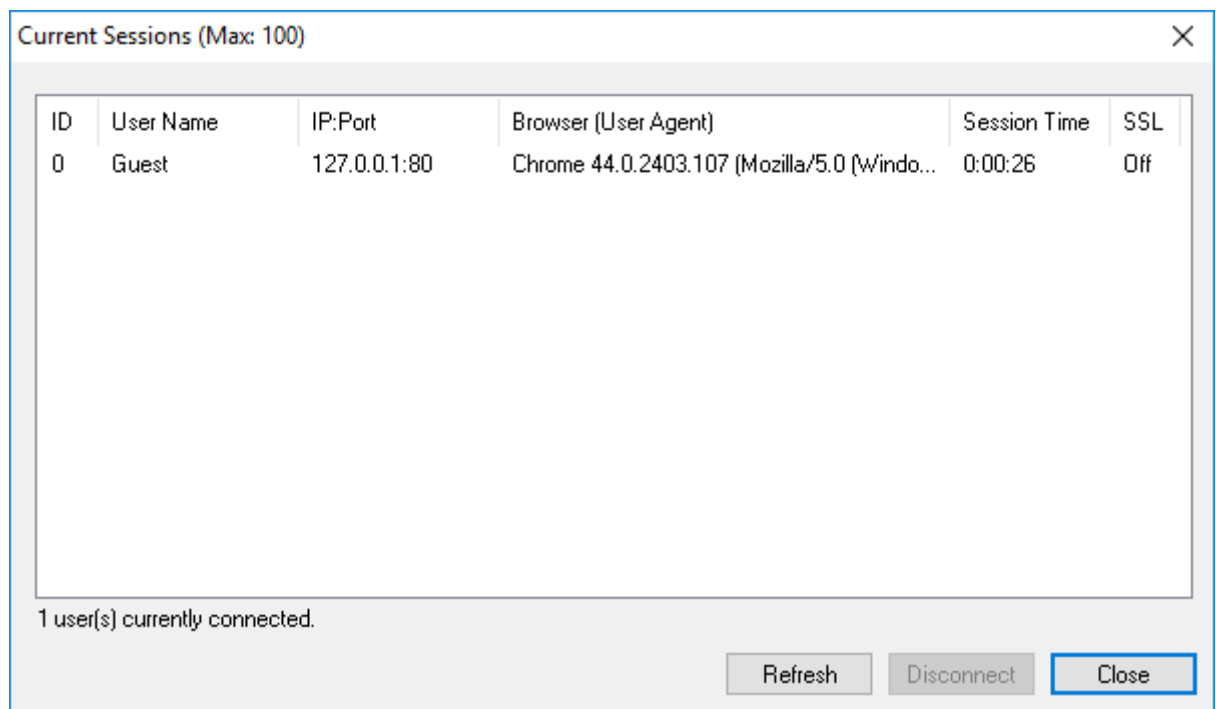 Current Sessions (Max: 100)
ID User Name IP:Port Browser (User Agent) Session Time SSL
0 Guest 127.0.0.1:80 Chrome 44.0.2403.107 (Mozilla/5.0 (Windo... 0:00:26 Off
1 user(s) currently connected.
Refresh Disconnect Close